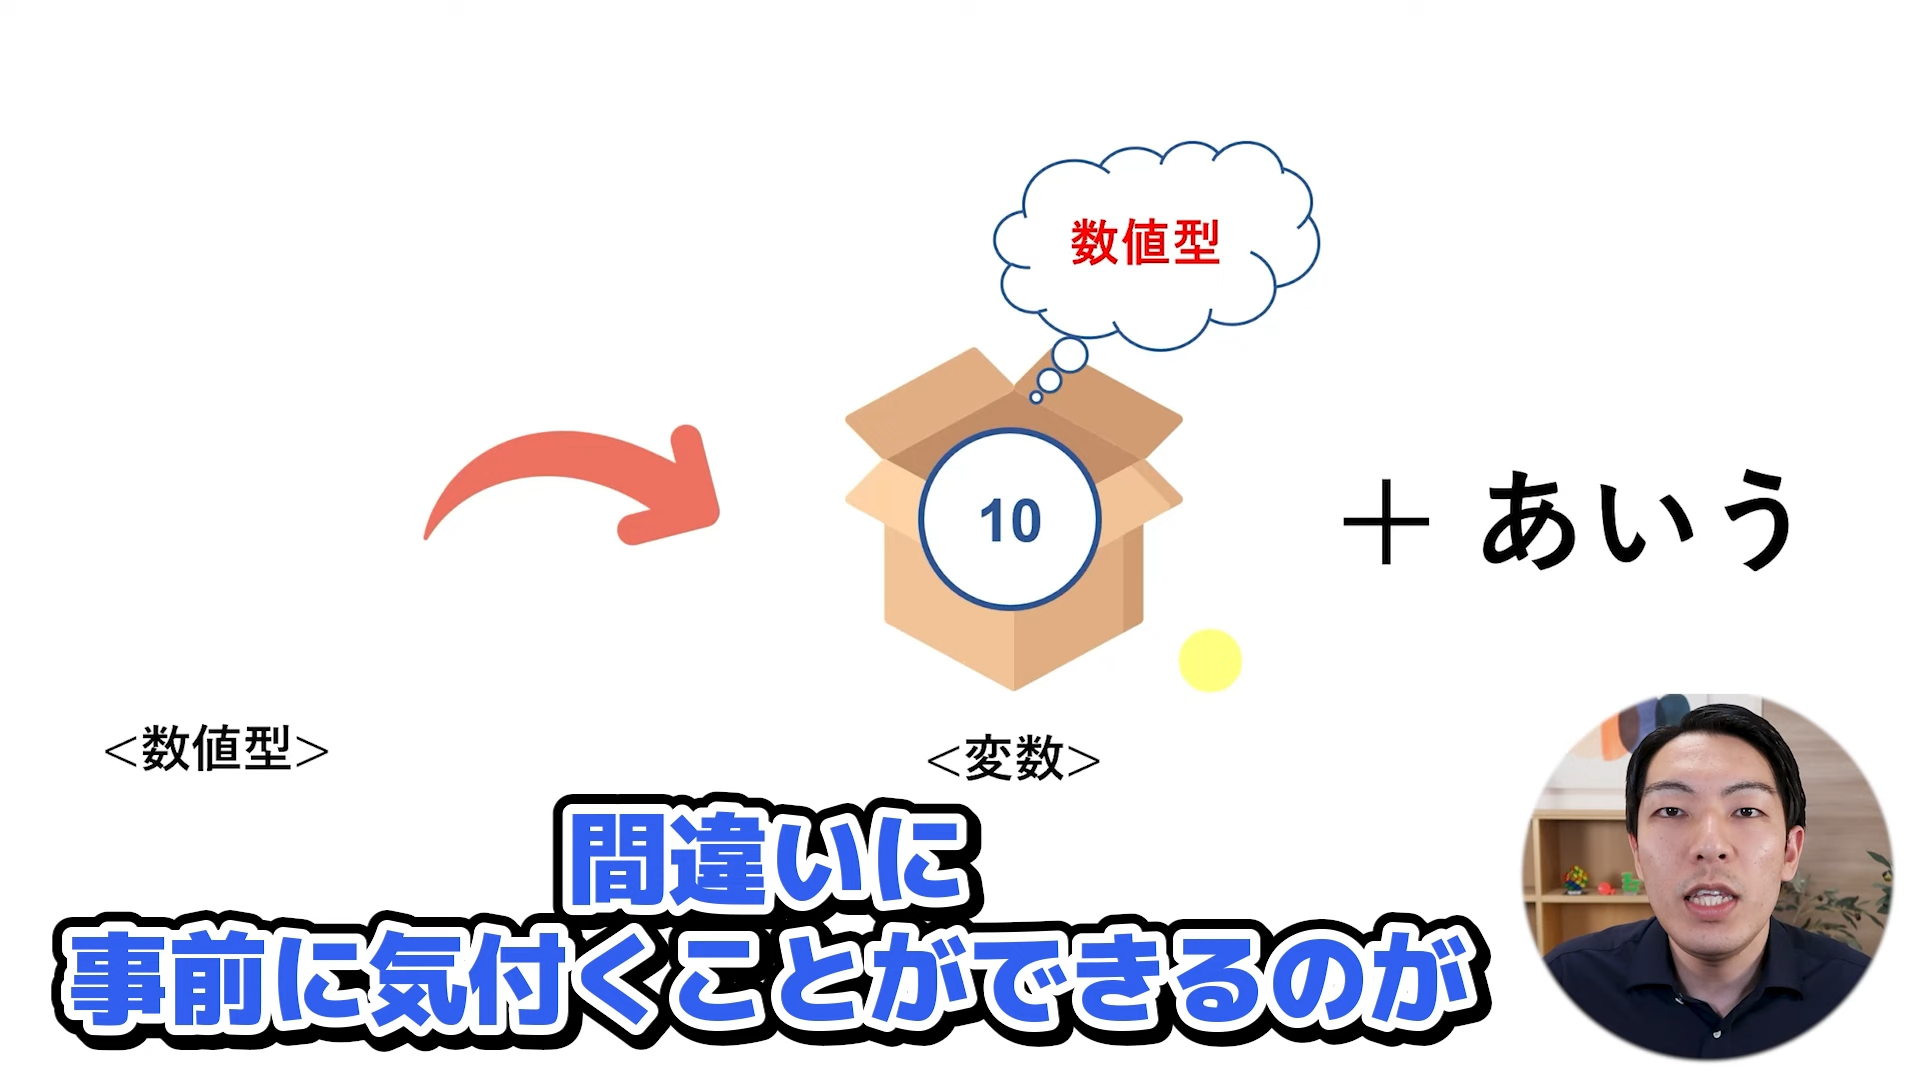 数値型
10
＋ あいう
<数値型>
<変数>
間違いに
事前に気付くことができるのが